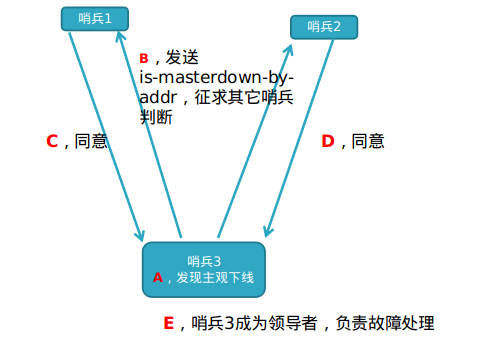 哨兵1
哨兵2
B，发送
is-masterdown-by-
addr，征求其它哨兵
判断
C，同意
D，同意
哨兵3
A，发现主观下线
E，哨兵3成为领导者，负责故障处理